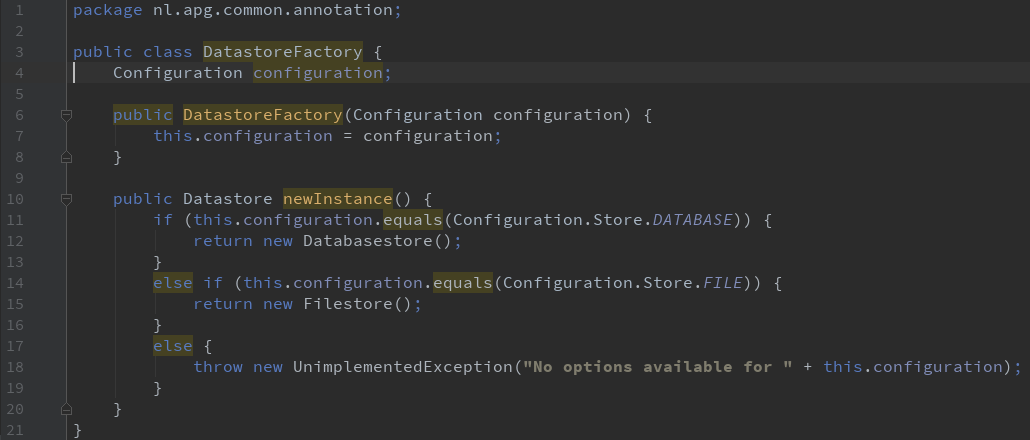 1 package nl.apg.common.annotation;
2
3 public class DatastoreFactory {
4     Configuration configuration;
5
6     public DatastoreFactory(Configuration configuration) {
7         this.configuration = configuration;
8     }
9
10     public Datastore newInstance() {
11         if (this.configuration.equals(Configuration.Store.DATABASE)) {
12             return new Databasestore();
13         }
14         else if (this.configuration.equals(Configuration.Store.FILE)) {
15             return new Filestore();
16         }
17         else {
18             throw new UnimplementedException("No options available for " + this.configuration);
19         }
20     }
21 }